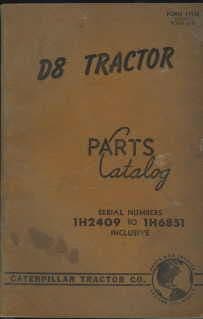 D8 TRACTOR
PARTS
Catalog
SERIAL NUMBERS
1H2409 TO 1H6851
INCLUSIVE
CATERPILLAR TRACTOR CO.